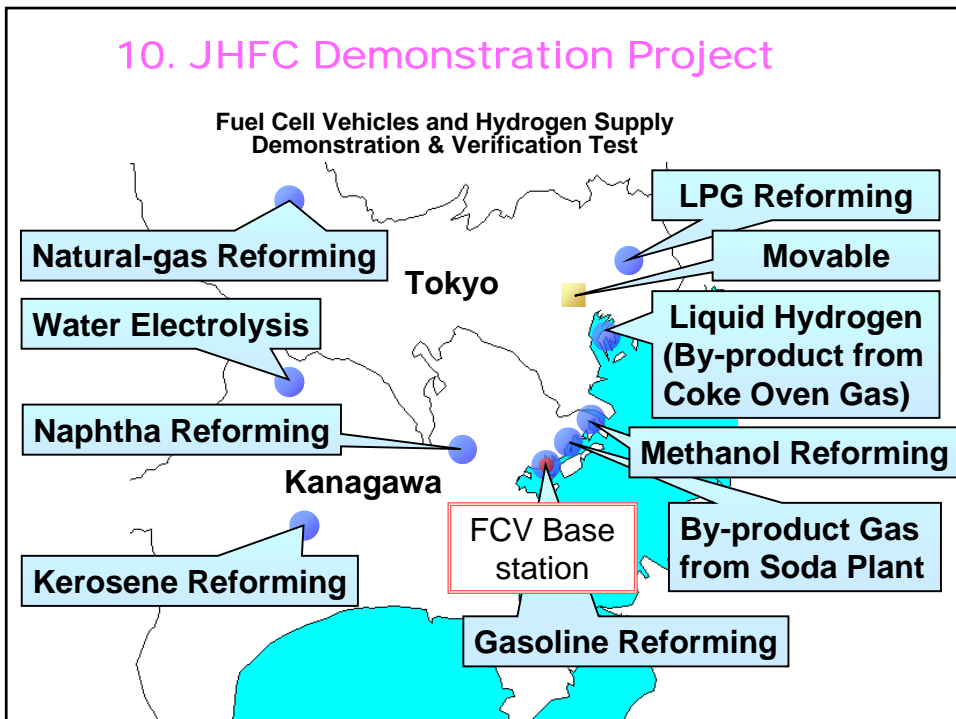 10. JHFC Demonstration Project
Fuel Cell Vehicles and Hydrogen Supply
Demonstration & Verification Test
LPG Reforming
Natural-gas Reforming
Movable
Tokyo
Water Electrolysis
Liquid Hydrogen
(By-product from
Coke Oven Gas)
Naphtha Reforming
Methanol Reforming
Kanagawa
FCV Base
station
By-product Gas
from Soda Plant
Kerosene Reforming
Gasoline Reforming